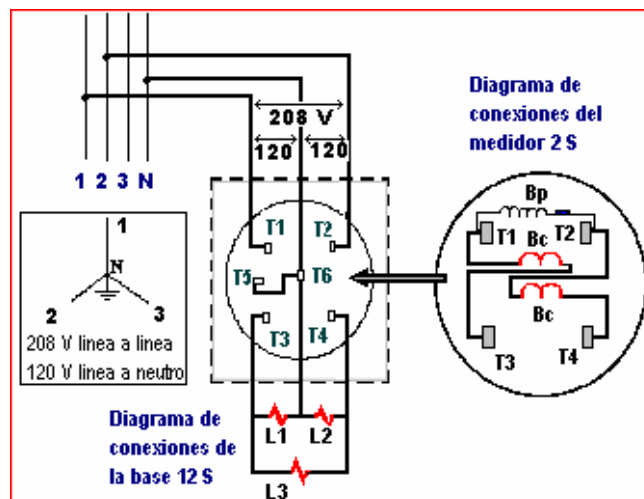 208 V
120 120
1 2 3 N
Diagrama de
conexiones del
medidor 2 S
Bp
T1 Bc T2
Bc
T3 T4
T1 T2
T5 T6
T3 T4
1
N
2 3
208 V linea a linea
120 V linea a neutro
Diagrama de
conexiones de
la base 12 S
L1 L2
L3